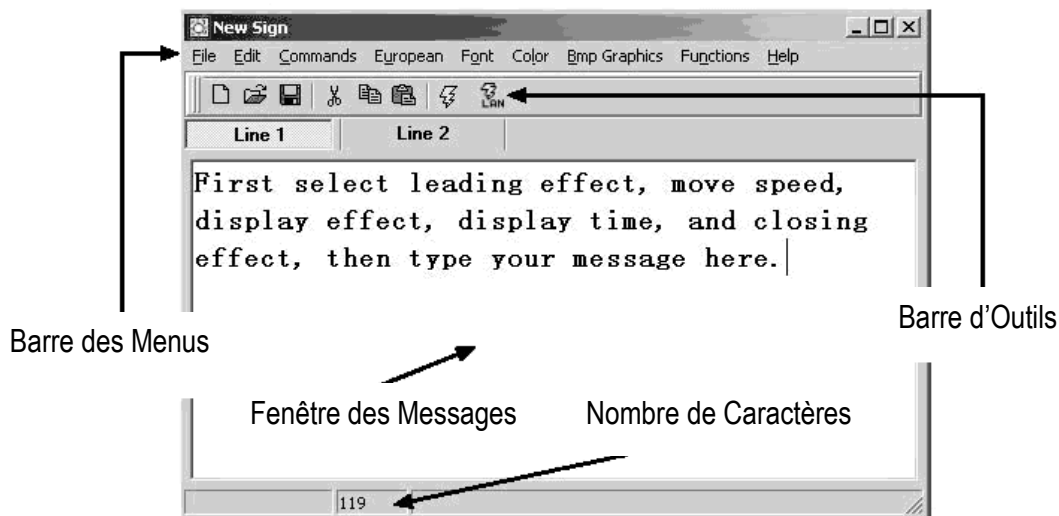 New Sign
File Edit Commands European Font Color Bmp Graphics Functions Help
LAN
Line 1 Line 2
First select leading effect, move speed,
display effect, display time, and closing
effect, then type your message here.
Barre d’Outils
Barre des Menus
Fenêtre des Messages Nombre de Caractères
119